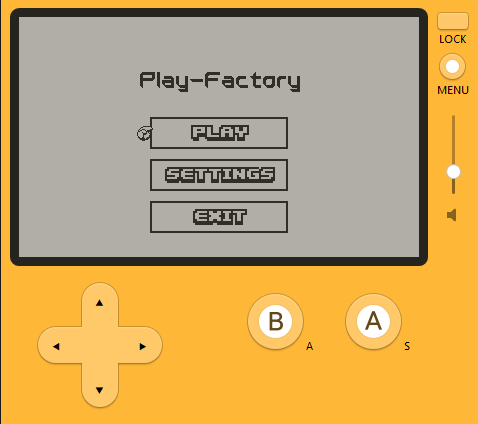 LOCK
MENU
Play-Factory
PLAY
SETTINGS
EXIT
B
A
A
S